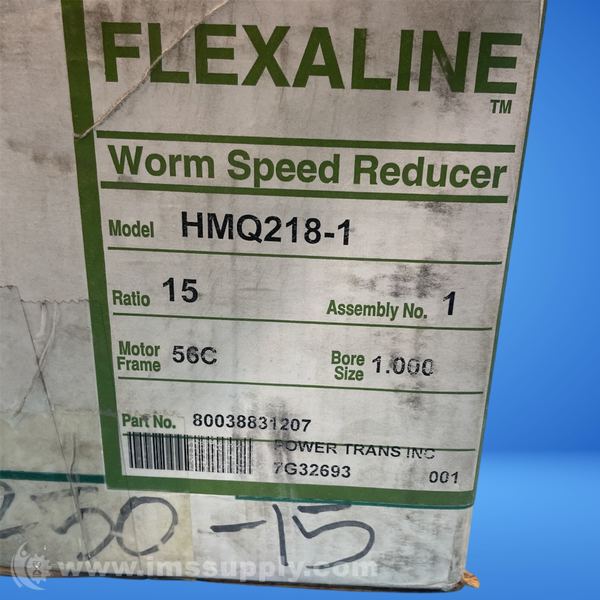 FLEXALINE
TM
Worm Speed Reducer
Model HMQ218-1
Ratio 15 Assembly No. 1
Motor Frame 56C Bore Size 1.000
Part No. 80038831207
POWER TRANS INC
7G32693 001
250-15
www.imssupply.com